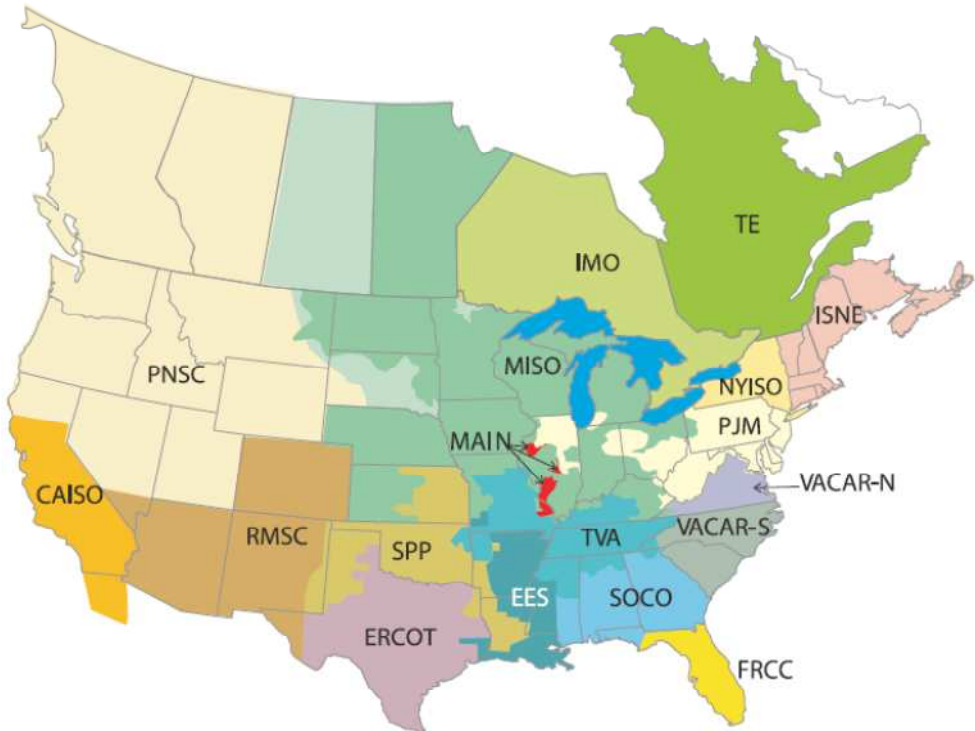 TE
IMO
ISNE
MISO
PNSC
NYISO
PJM
MAIN
CAISO
VACAR-N
RMSC
VACAR-S
TVA
SPP
EES
SOCO
ERCOT
FRCC